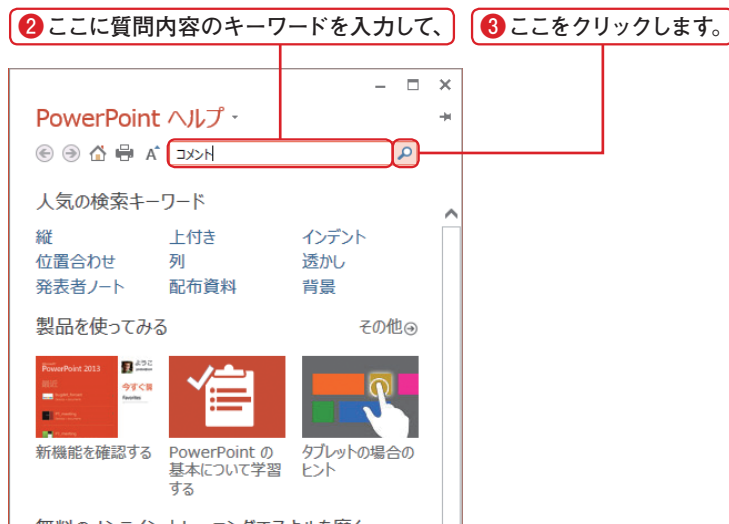 ❷ここに質問内容のキーワードを入力して、
❸ここをクリックします。
PowerPoint ヘルプ
A
コメント
人気の検索キーワード
縦 上付き インデント
位置合わせ 列 透かし
発表者ノート 配布資料 背景
製品を使ってみる その他
PowerPoint 2013
ようこ
今すぐ簡
Favorites
新機能を確認する
PowerPoint の
基本について学習
する
タブレットの場合の
ヒント